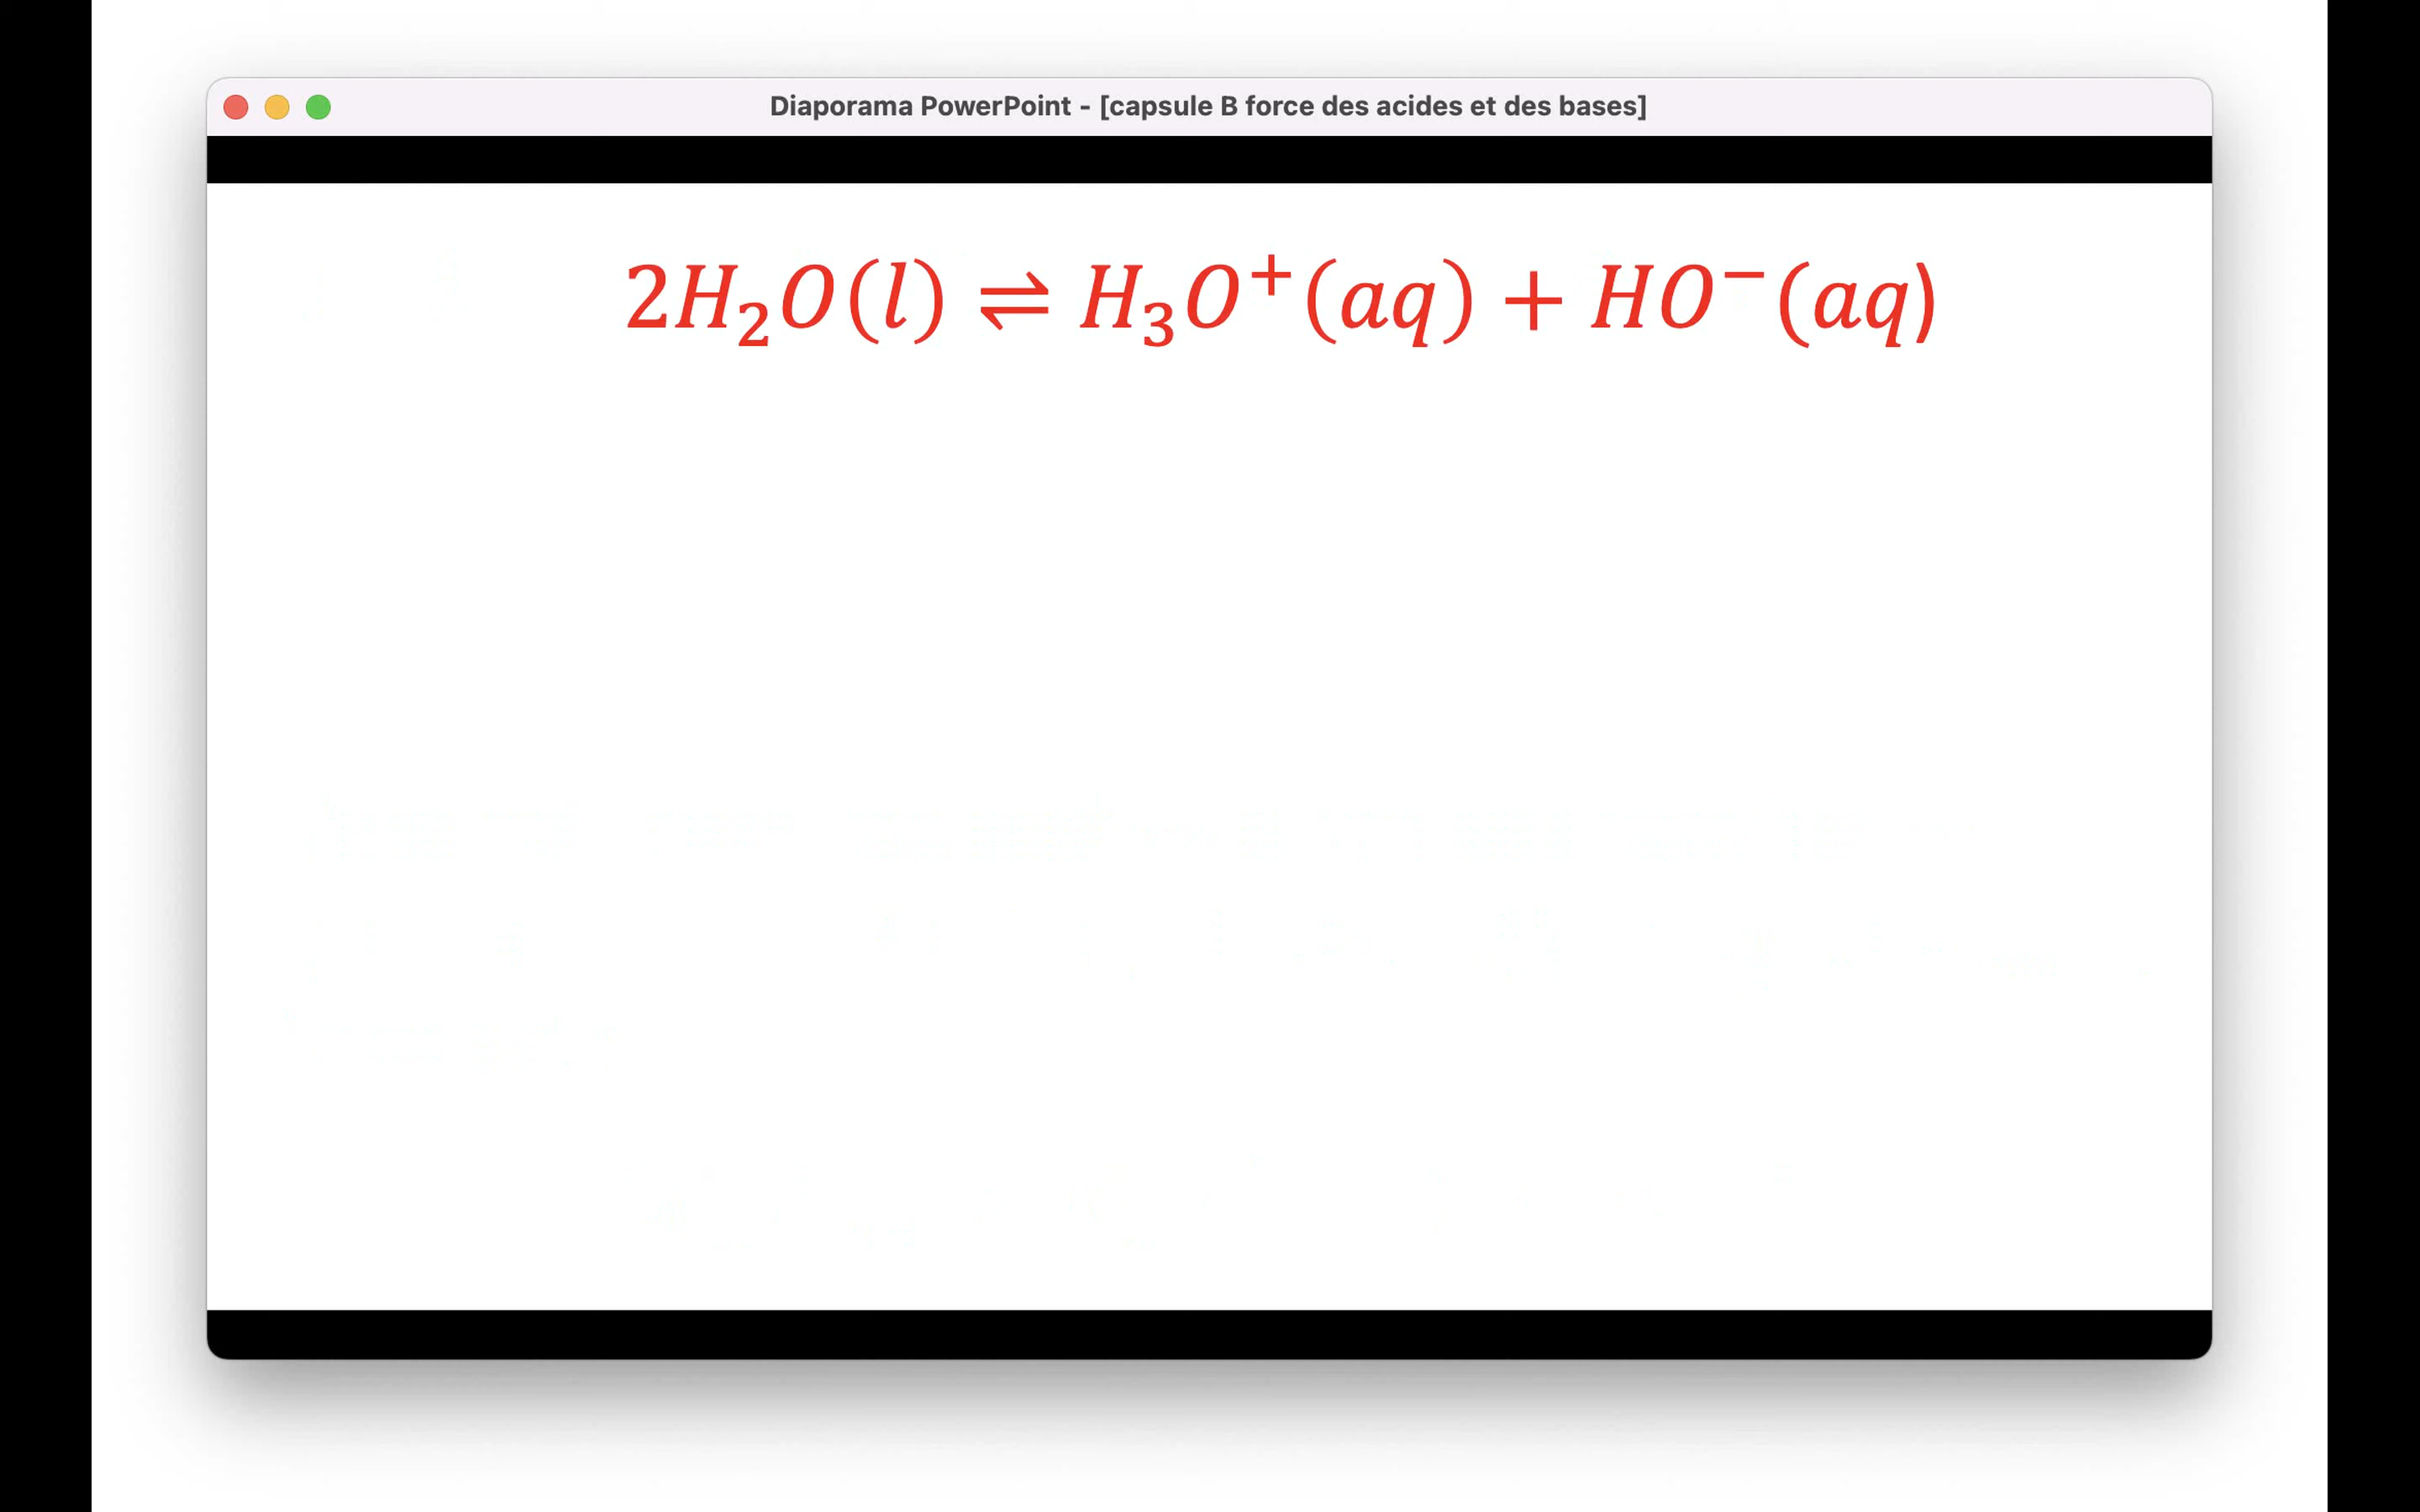 Diaporama PowerPoint - [capsule B force des acides et des bases]
2H₂O(l) ⇌ H₃O⁺(aq) + HO⁻(aq)